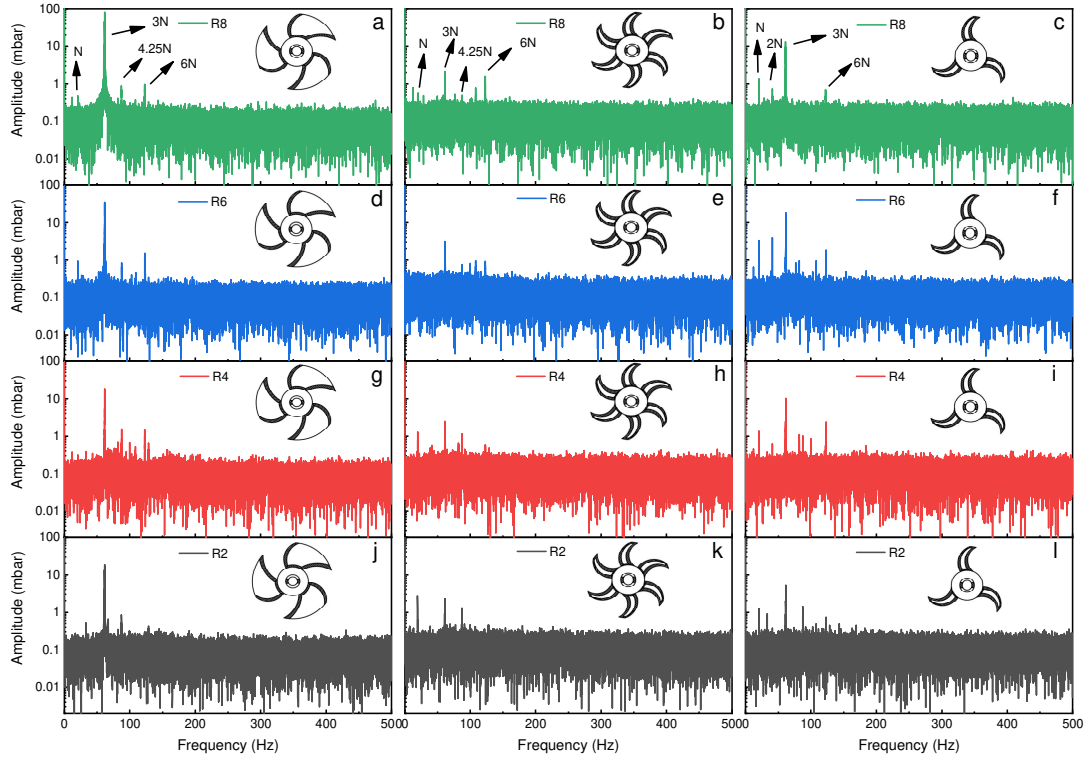 100
10
1
0.1
0.01
Amplitude (mbar)
N
3N
4.25N
6N
R8
a
N
3N
4.25N
6N
R8
b
N
2N
3N
6N
R8
c
100
10
1
0.1
0.01
Amplitude (mbar)
R6
d
R6
e
R6
f
100
10
1
0.1
0.01
Amplitude (mbar)
R4
g
R4
h
R4
i
100
10
1
0.1
0.01
Amplitude (mbar)
R2
j
R2
k
R2
l
0 100 200 300 400 500
0 100 200 300 400 500
0 100 200 300 400 500
Frequency (Hz)
Frequency (Hz)
Frequency (Hz)